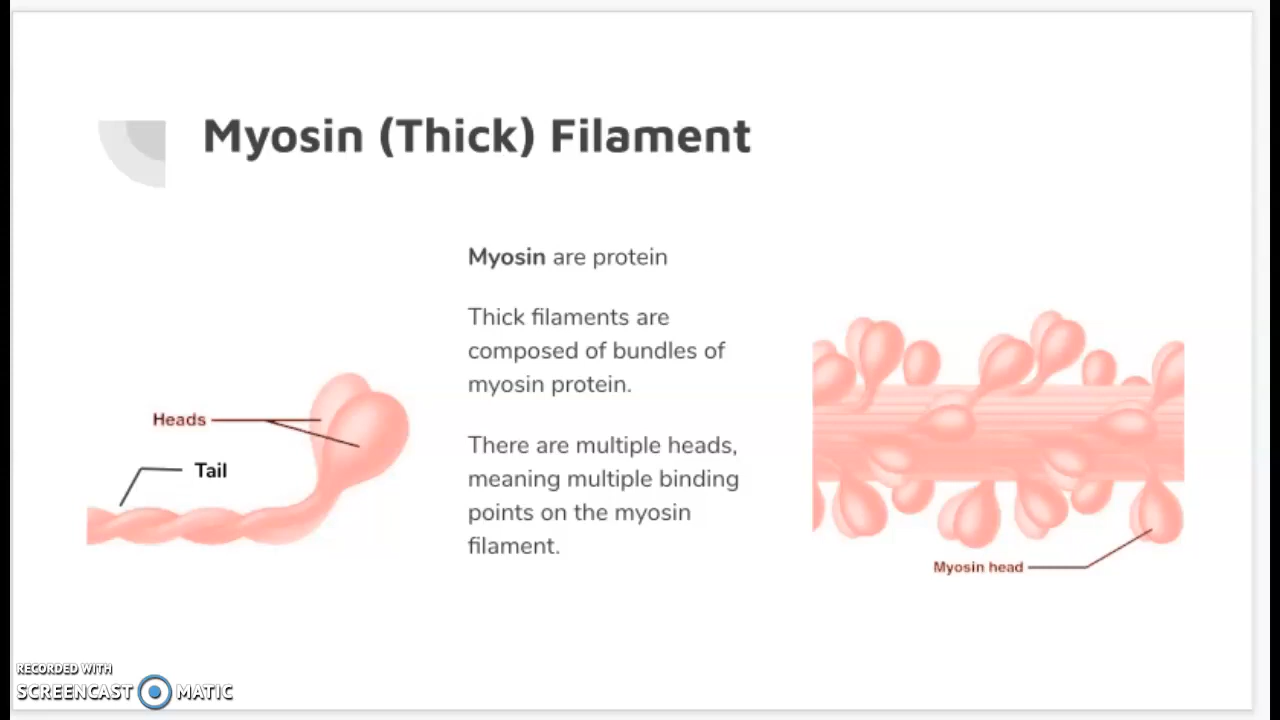 Myosin (Thick) Filament
Myosin are protein
Thick filaments are
composed of bundles of
myosin protein.
There are multiple heads,
meaning multiple binding
points on the myosin
filament.
Heads
Tail
Myosin head
RECORDED WITH
SCREENCAST MATIC